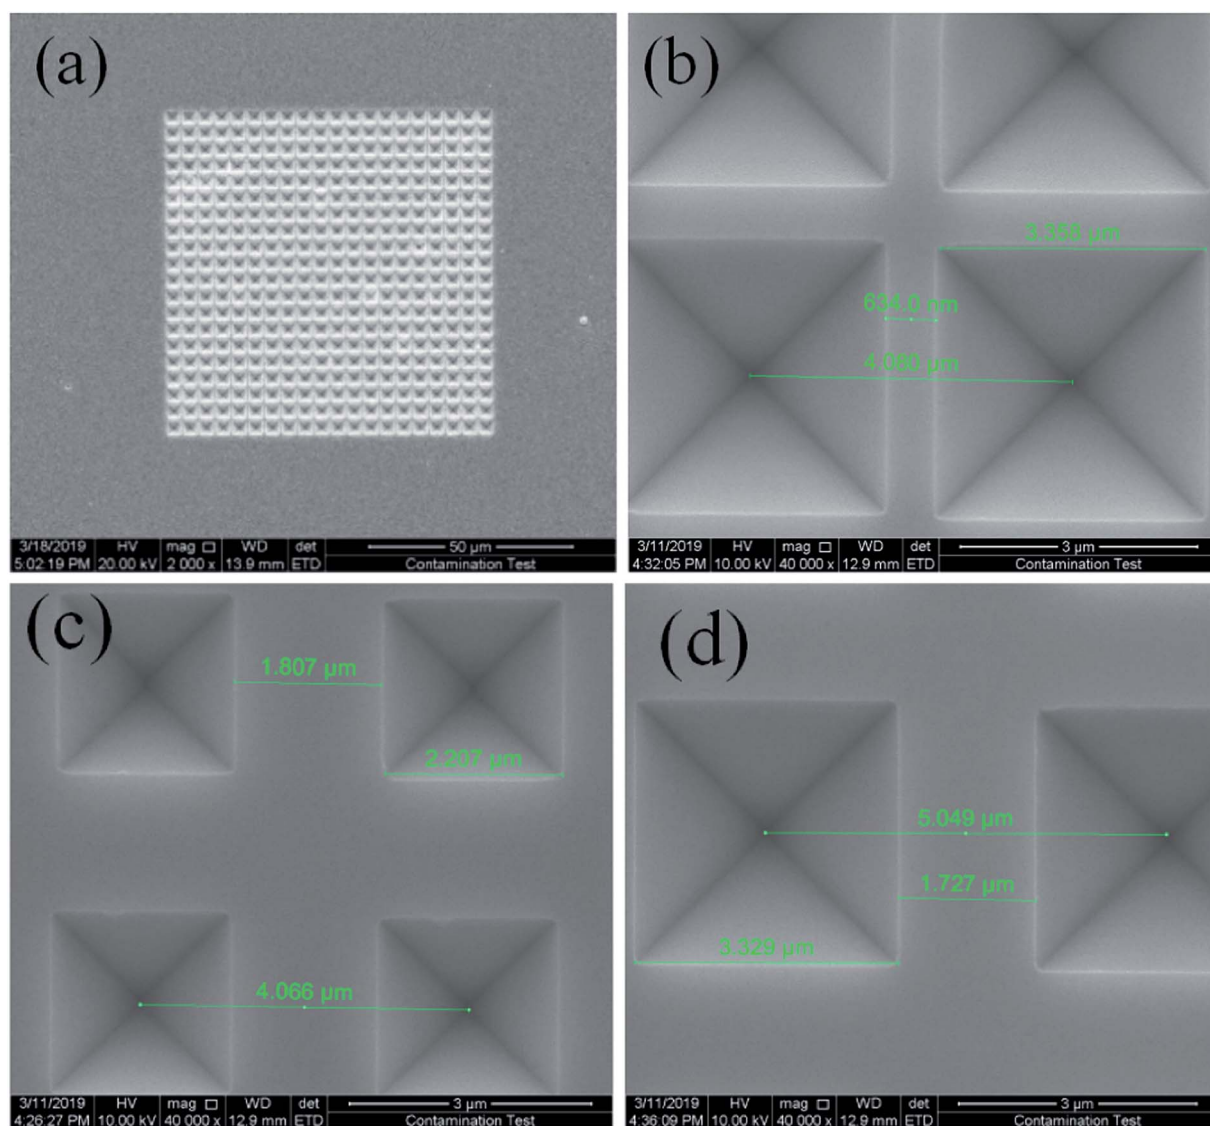 (a)
3/18/2019 HV mag WD det 50 µm
5:02:19 PM 20.00 kV 2 000 x 13.9 mm ETD Contamination Test
(b)
3.358 µm
634.0 nm
4.080 µm
3/11/2019 HV mag WD det 3 µm
4:32:05 PM 10.00 kV 40 000 x 12.9 mm ETD Contamination Test
(c)
1.807 µm
2.207 µm
4.066 µm
3/11/2019 HV mag WD det 3 µm
4:26:27 PM 10.00 kV 40 000 x 12.9 mm ETD Contamination Test
(d)
5.049 µm
1.727 µm
3.329 µm
3/11/2019 HV mag WD det 3 µm
4:36:09 PM 10.00 kV 40 000 x 12.9 mm ETD Contamination Test